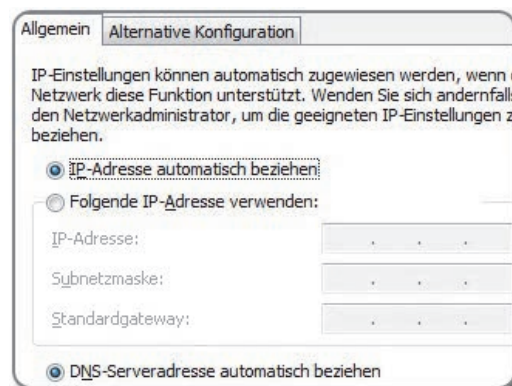 Allgemein
Alternative Konfiguration
IP-Einstellungen können automatisch zugewiesen werden, wenn
Netzwerk diese Funktion unterstützt. Wenden Sie sich andernfalls
den Netzwerkadministrator, um die geeigneten IP-Einstellungen z
beziehen.
IP-Adresse automatisch beziehen
Folgende IP-Adresse verwenden:
IP-Adresse:
Subnetzmaske:
Standardgateway:
DNS-Serveradresse automatisch beziehen